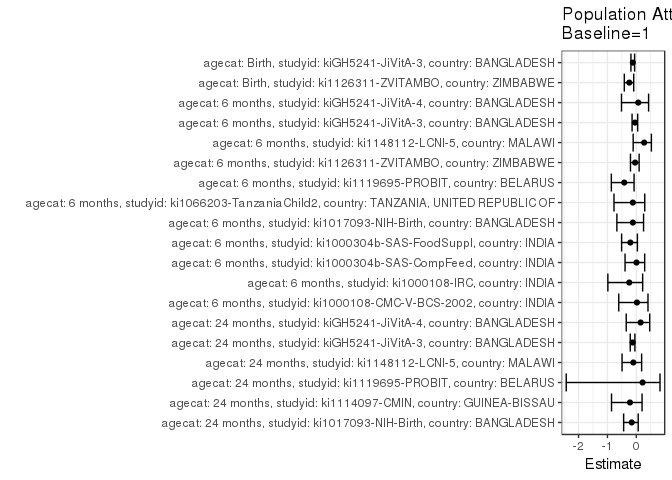 Population Att
Baseline=1
agecat: Birth, studyid: kiGH5241-JiVitA-3, country: BANGLADESH
agecat: Birth, studyid: ki1126311-ZVITAMBO, country: ZIMBABWE
agecat: 6 months, studyid: kiGH5241-JiVitA-4, country: BANGLADESH
agecat: 6 months, studyid: kiGH5241-JiVitA-3, country: BANGLADESH
agecat: 6 months, studyid: ki1148112-LCNI-5, country: MALAWI
agecat: 6 months, studyid: ki1126311-ZVITAMBO, country: ZIMBABWE
agecat: 6 months, studyid: ki1119695-PROBIT, country: BELARUS
agecat: 6 months, studyid: ki1066203-TanzaniaChild2, country: TANZANIA, UNITED REPUBLIC OF
agecat: 6 months, studyid: ki1017093-NIH-Birth, country: BANGLADESH
agecat: 6 months, studyid: ki1000304b-SAS-FoodSuppl, country: INDIA
agecat: 6 months, studyid: ki1000304b-SAS-CompFeed, country: INDIA
agecat: 6 months, studyid: ki1000108-IRC, country: INDIA
agecat: 6 months, studyid: ki1000108-CMC-V-BCS-2002, country: INDIA
agecat: 24 months, studyid: kiGH5241-JiVitA-4, country: BANGLADESH
agecat: 24 months, studyid: kiGH5241-JiVitA-3, country: BANGLADESH
agecat: 24 months, studyid: ki1148112-LCNI-5, country: MALAWI
agecat: 24 months, studyid: ki1119695-PROBIT, country: BELARUS
agecat: 24 months, studyid: ki1114097-CMIN, country: GUINEA-BISSAU
agecat: 24 months, studyid: ki1017093-NIH-Birth, country: BANGLADESH
-2 -1 0
Estimate